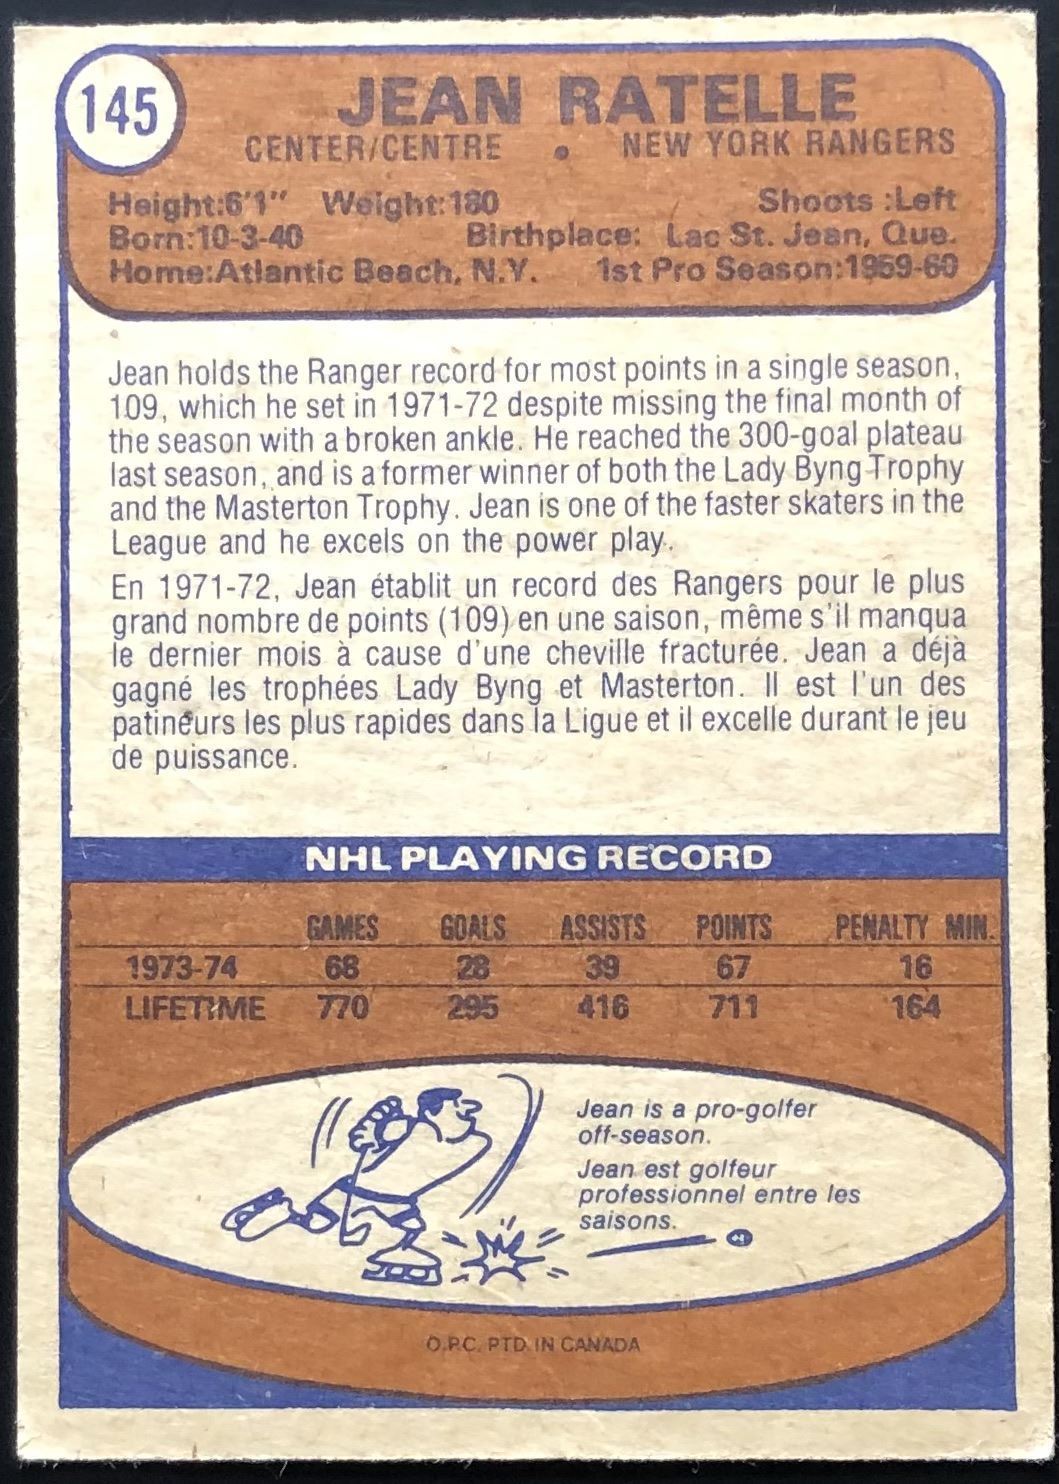 145
JEAN RATELLE
CENTER/CENTRE • NEW YORK RANGERS
Height:6'1" Weight:180 Shoots :Left
Born:10-3-40 Birthplace: Lac St. Jean, Que.
Home:Atlantic Beach, N.Y. 1st Pro Season:1959-60
Jean holds the Ranger record for most points in a single season,
109, which he set in 1971-72 despite missing the final month of
the season with a broken ankle. He reached the 300-goal plateau
last season, and is a former winner of both the Lady Byng Trophy
and the Masterton Trophy. Jean is one of the faster skaters in the
League and he excels on the power play.
En 1971-72, Jean établit un record des Rangers pour le plus
grand nombre de points (109) en une saison, même s'il manqua
le dernier mois à cause d'une cheville fracturée. Jean a déjà
gagné les trophées Lady Byng et Masterton. Il est l'un des
patineurs les plus rapides dans la Ligue et il excelle durant le jeu
de puissance.
NHL PLAYING RECORD
GAMES GOALS ASSISTS POINTS PENALTY MIN.
1973-74 68 28 39 67 16
LIFETIME 770 295 416 711 164
Jean is a pro-golfer
off-season.
Jean est golfeur
professionnel entre les
saisons.
O.P.C. PTD. IN CANADA